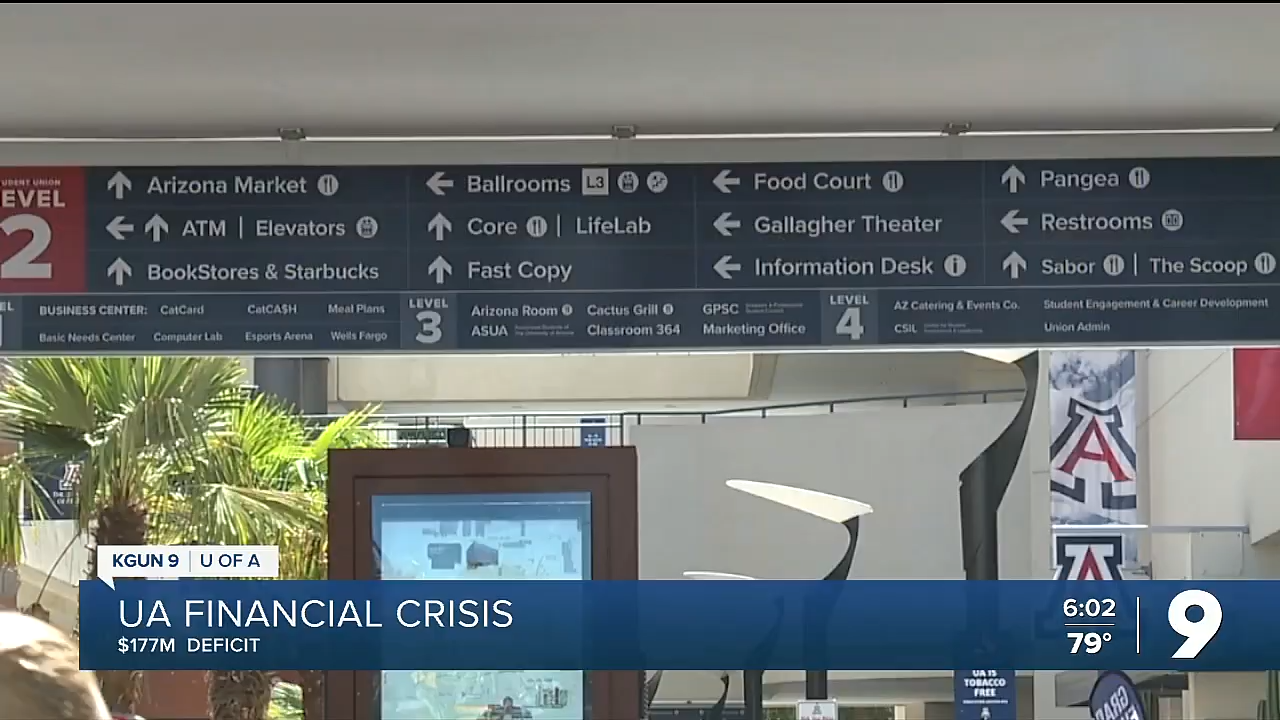 STUDENT UNION
LEVEL
2
Arizona Market
ATM | Elevators
BookStores & Starbucks
Ballrooms L3
Core | LifeLab
Fast Copy
Food Court
Gallagher Theater
Information Desk i
Pangea
Restrooms
Sabor | The Scoop
BUSINESS CENTER: CatCard CatCA$H Meal Plans
Basic Needs Center Computer Lab Esports Arena Wells Fargo
LEVEL
3
Arizona Room Cactus Grill GPSC
ASUA Classroom 364 Marketing Office
LEVEL
4
AZ Catering & Events Co. Student Engagement & Career Development
CSIL Union Admin
A
A
KGUN 9 | U OF A
UA FINANCIAL CRISIS
$177M DEFICIT
6:02
79°
9
UA IS
TOBACCO
FREE